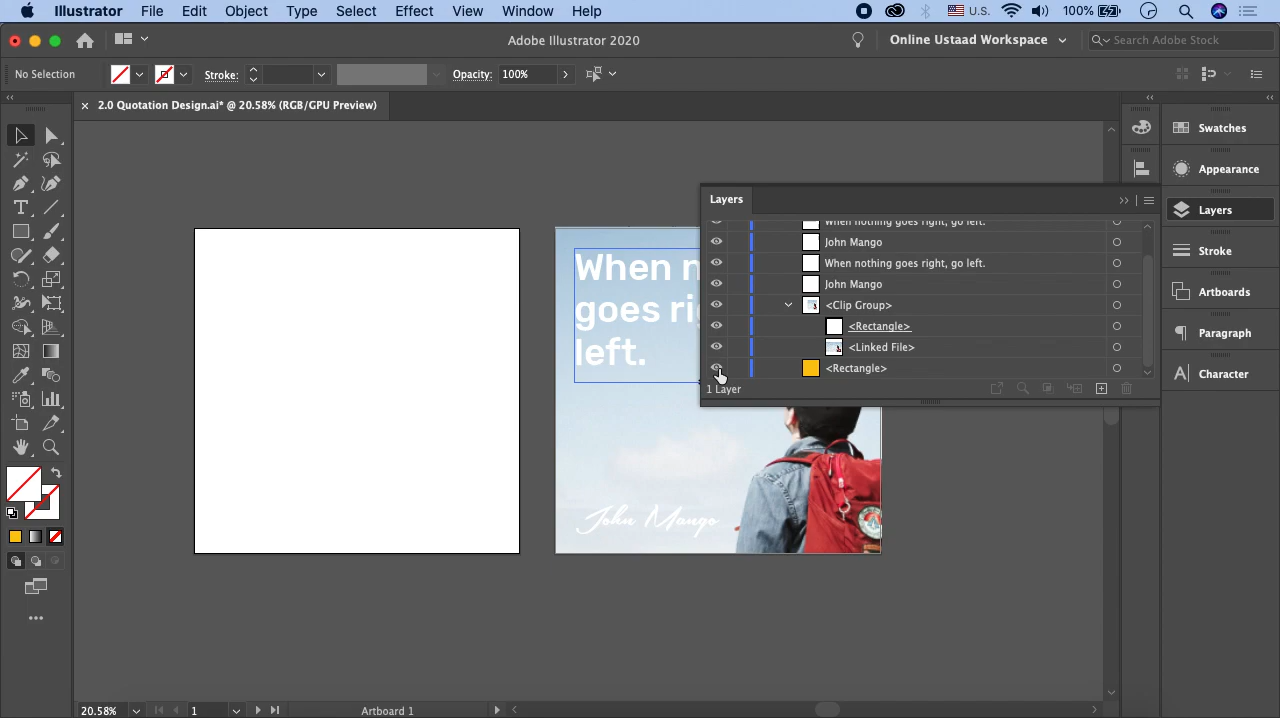 Illustrator File Edit Object Type Select Effect View Window Help U.S. 100%
Adobe Illustrator 2020 Online Ustaad Workspace Search Adobe Stock
No Selection Stroke: Opacity: 100%
2.0 Quotation Design.ai* @ 20.58% (RGB/GPU Preview)
Swatches
Appearance
Layers
Stroke
Artboards
Paragraph
Character
Layers
When nothing goes right, go left.
John Mango
When nothing goes right, go left.
John Mango
<Clip Group>
<Rectangle>
<Linked File>
<Rectangle>
1 Layer
When n
goes ri
left.
John Mango
20.58% 1 Artboard 1